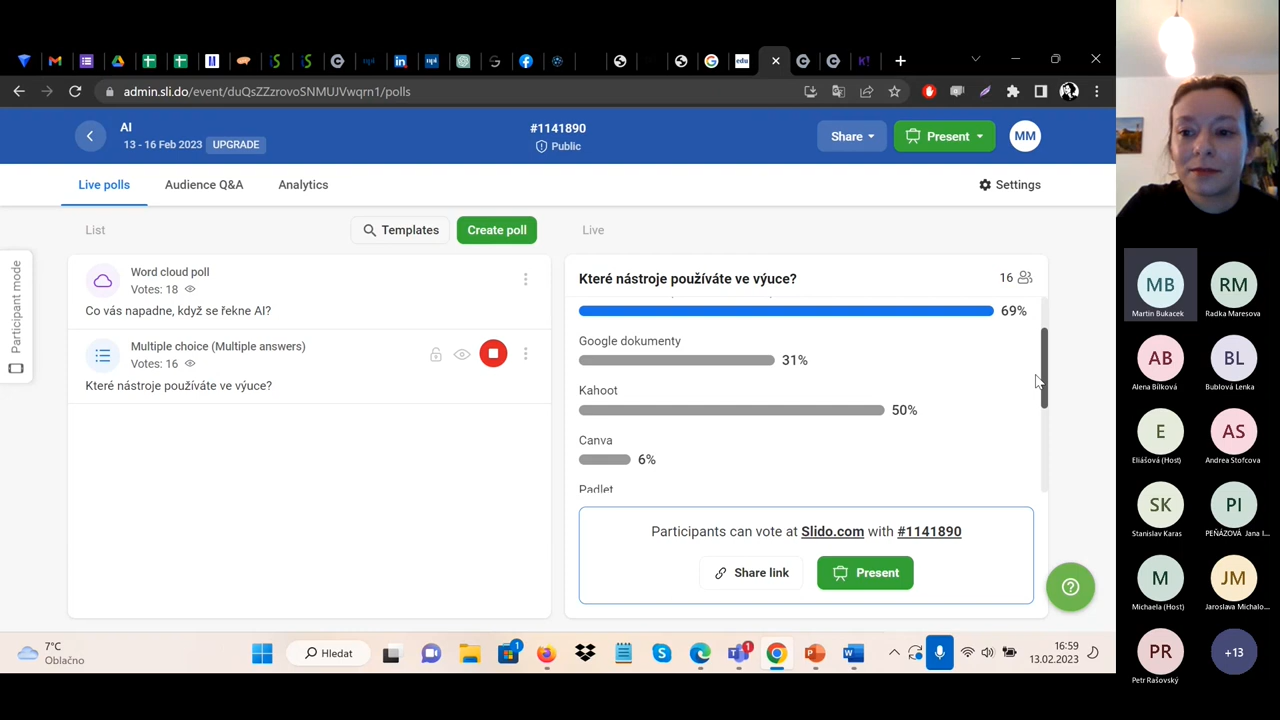 K!
admin.sli.do/event/duQsZZzrovoSNMUJVwqrn1/polls
AI
13 - 16 Feb 2023 UPGRADE
#1141890
Public
Share
Present
MM
Live polls
Audience Q&A
Analytics
Settings
Participant mode
List
Templates
Create poll
Live
Word cloud poll
Votes: 18
Co vás napadne, když se řekne AI?
Multiple choice (Multiple answers)
Votes: 16
Které nástroje používáte ve výuce?
Které nástroje používáte ve výuce?
16
69%
Google dokumenty
31%
Kahoot
50%
Canva
6%
Padlet
Participants can vote at Slido.com with #1141890
Share link
Present
7°C
Oblačno
Hledat
16:59
13.02.2023
MB
Martin Bukacek
RM
Radka Maresova
AB
Alena Bílková
BL
Bublová Lenka
E
Eliášová (Host)
AS
Andrea Stofcova
SK
Stanislav Karas
PI
PEŇÁZOVÁ Jana I...
M
Michaela (Host)
JM
Jaroslava Michalo...
PR
Petr Rašovský
+13